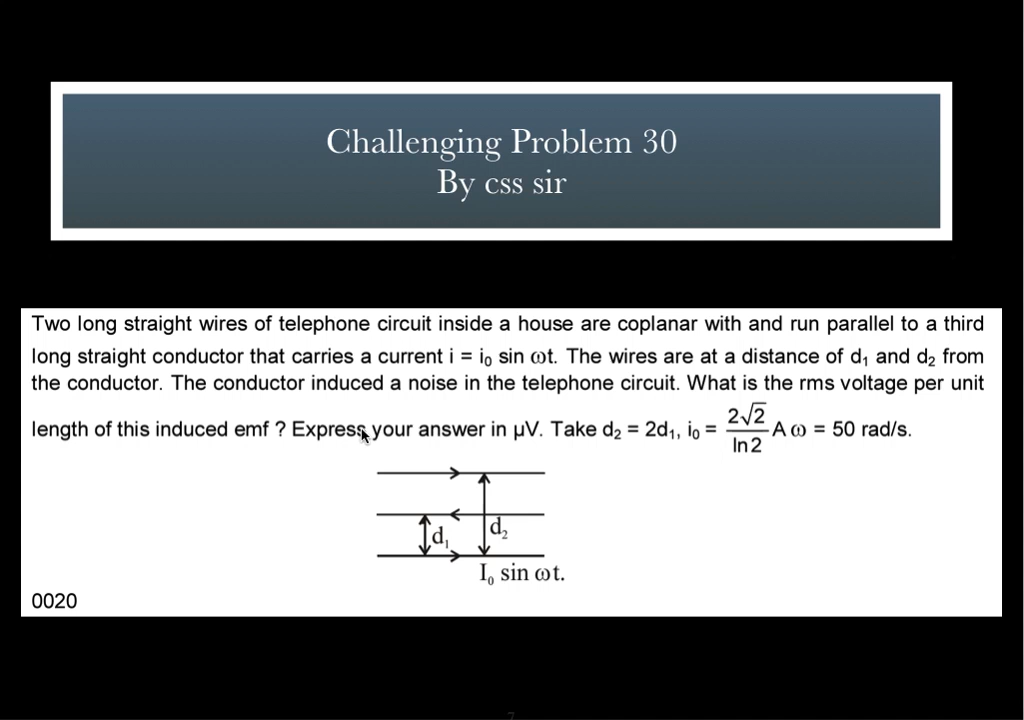 Challenging Problem 30
By css sir
Two long straight wires of telephone circuit inside a house are coplanar with and run parallel to a third
long straight conductor that carries a current i = i₀ sin ωt. The wires are at a distance of d₁ and d₂ from
the conductor. The conductor induced a noise in the telephone circuit. What is the rms voltage per unit
length of this induced emf ? Express your answer in μV. Take d₂ = 2d₁, i₀ = 2√2/ln2 A ω = 50 rad/s.
d₁
d₂
I₀ sin ωt.
0020
7